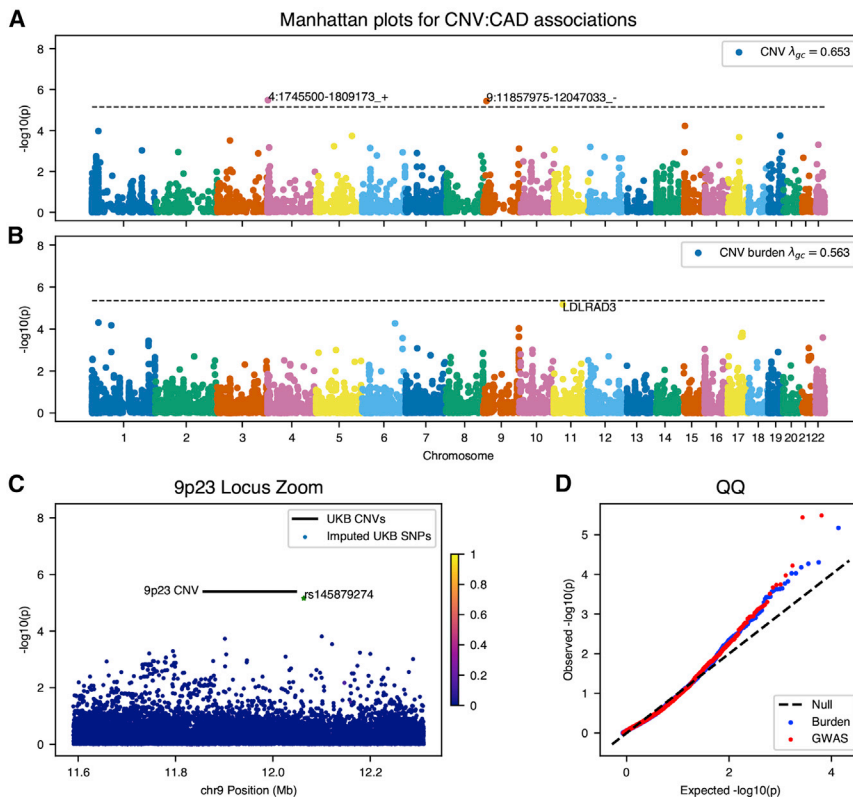 A
Manhattan plots for CNV:CAD associations
8
6
4
2
0
-log10(p)
CNV λgc = 0.653
4:1745500-1809173_+
9:11857975-12047033_-
B
8
6
4
2
0
-log10(p)
CNV burden λgc = 0.563
LDLRAD3
1 2 3 4 5 6 7 8 9 10 11 12 13 14 15 16 17 18 19 20 21 22
Chromosome
C
9p23 Locus Zoom
8
6
4
2
0
-log10(p)
UKB CNVs
Imputed UKB SNPs
9p23 CNV
rs145879274
11.6 11.8 12.0 12.2
chr9 Position (Mb)
1
0.8
0.6
0.4
0.2
0
D
QQ
5
4
3
2
1
0
Observed -log10(p)
Null
Burden
GWAS
0 2 4
Expected -log10(p)